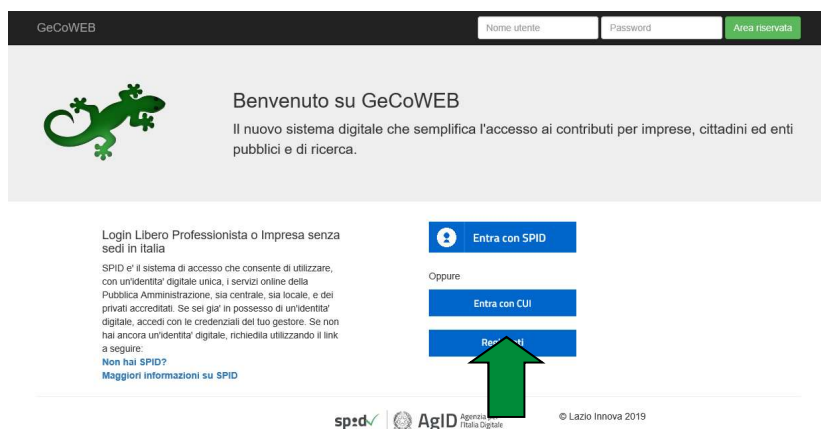 GeCoWEB
Nome utente
Password
Area riservata
Benvenuto su GeCoWEB
Il nuovo sistema digitale che semplifica l'accesso ai contributi per imprese, cittadini ed enti
pubblici e di ricerca.
Login Libero Professionista o Impresa senza
sedi in italia
SPID e' il sistema di accesso che consente di utilizzare,
con un'identita' digitale unica, i servizi online della
Pubblica Amministrazione, sia centrale, sia locale, e dei
privati accreditati. Se sei gia' in possesso di un'identita'
digitale, accedi con le credenziali del tuo gestore. Se non
hai ancora un'identita' digitale, richiedila utilizzando il link
a seguire:
Non hai SPID?
Maggiori informazioni su SPID
Entra con SPID
Oppure
Entra con CUI
spid
AgID
l'Italia Digitale
© Lazio Innova 2019